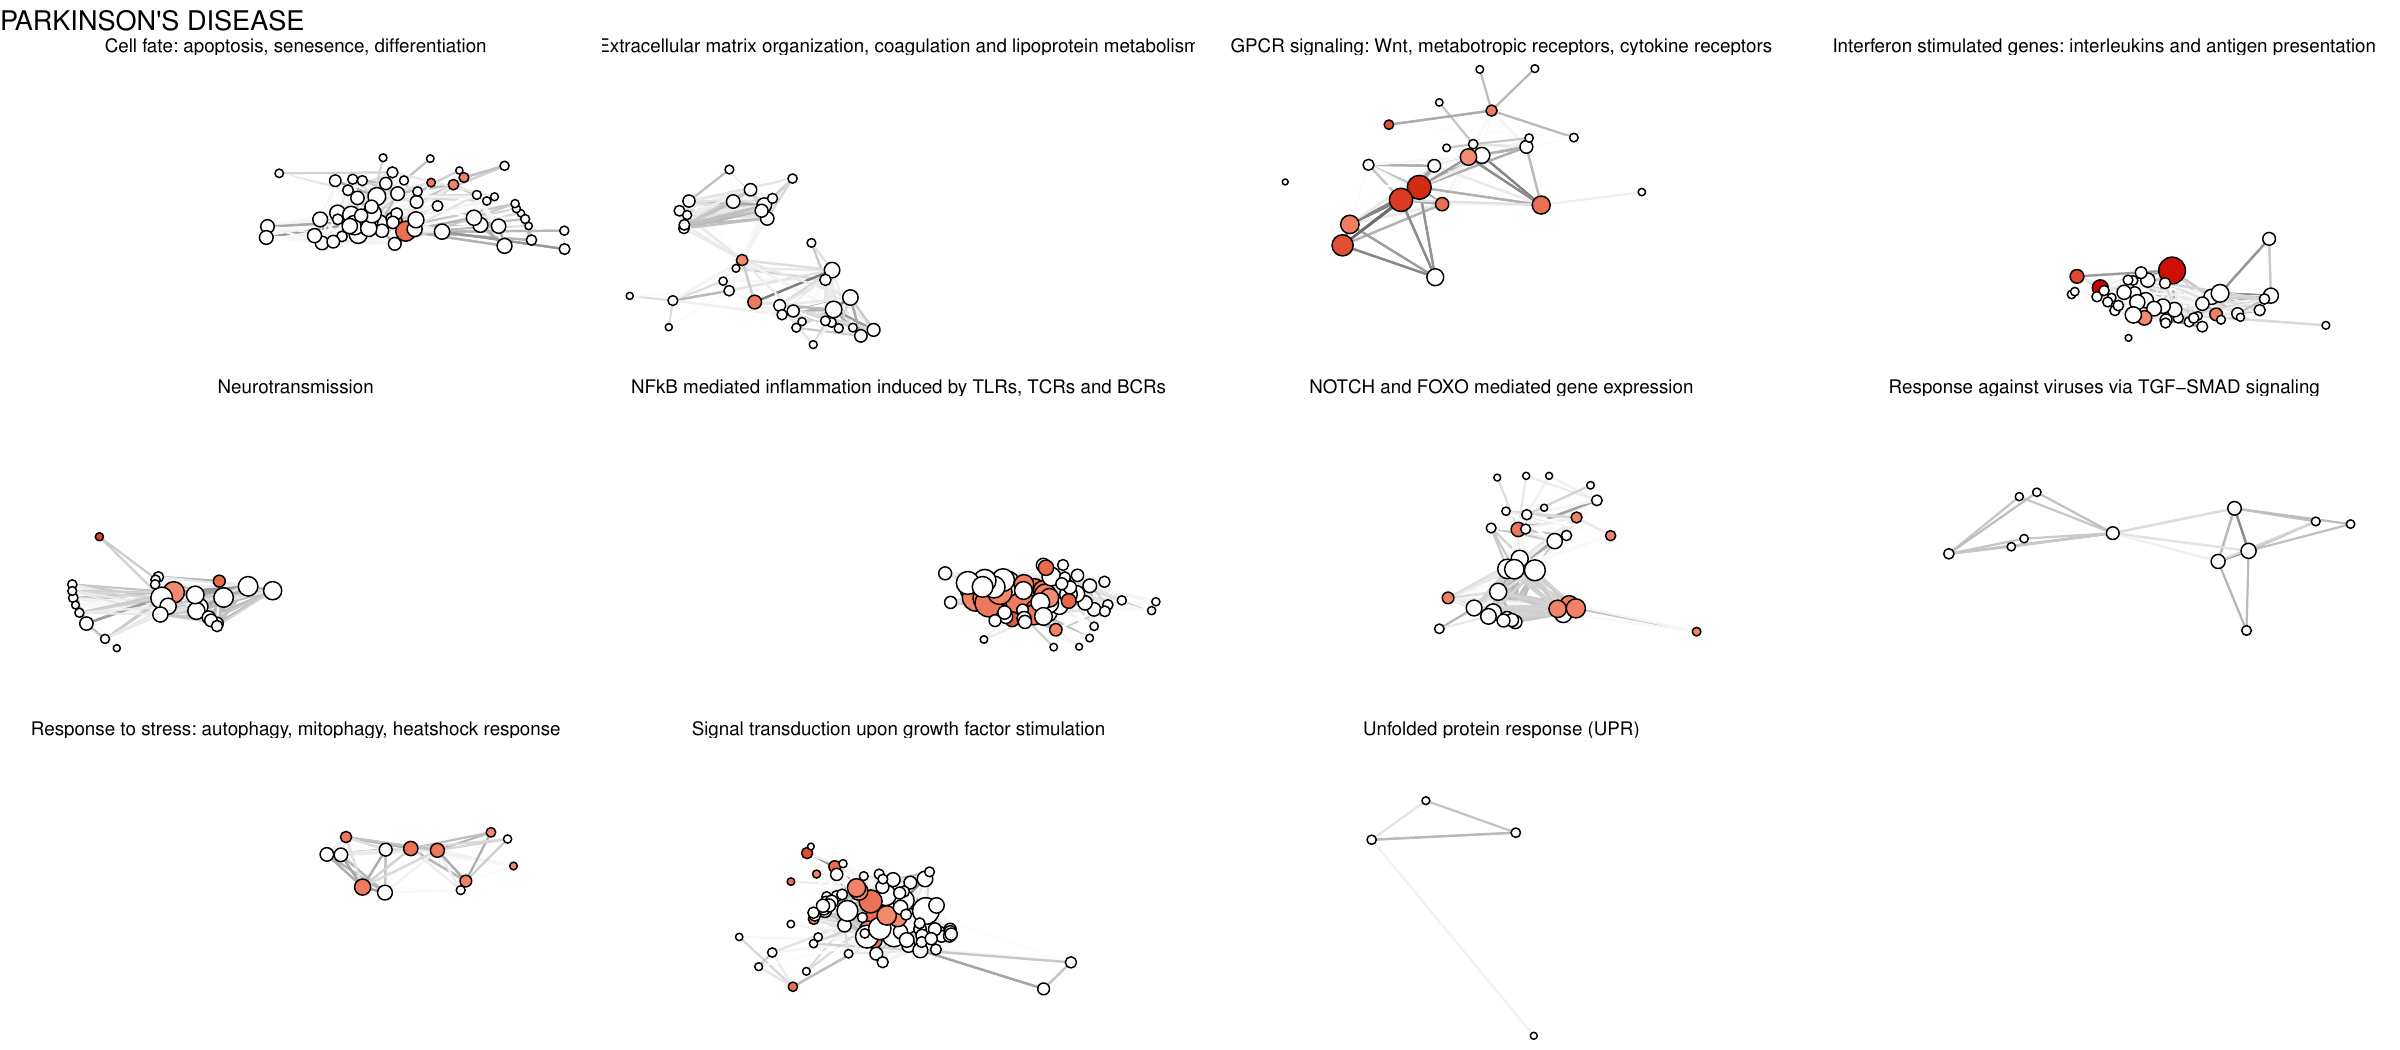 PARKINSON'S DISEASE
Cell fate: apoptosis, senesence, differentiation
Extracellular matrix organization, coagulation and lipoprotein metabolism
GPCR signaling: Wnt, metabotropic receptors, cytokine receptors
Interferon stimulated genes: interleukins and antigen presentation
Neurotransmission
NFkB mediated inflammation induced by TLRs, TCRs and BCRs
NOTCH and FOXO mediated gene expression
Response against viruses via TGF−SMAD signaling
Response to stress: autophagy, mitophagy, heatshock response
Signal transduction upon growth factor stimulation
Unfolded protein response (UPR)